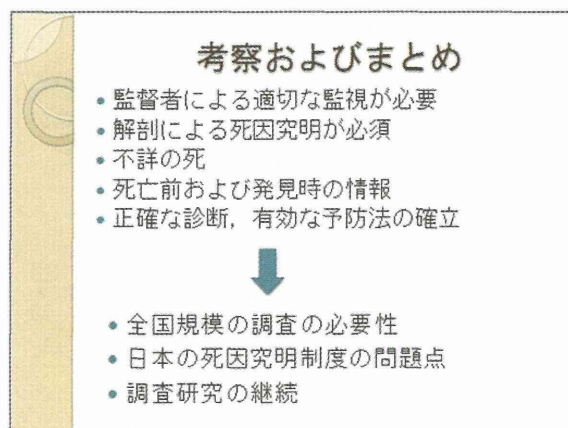 考察およびまとめ
• 監督者による適切な監視が必要
• 解剖による死因究明が必須
• 不詳の死
• 死亡前および発見時の情報
• 正確な診断，有効な予防法の確立
• 全国規模の調査の必要性
• 日本の死因究明制度の問題点
• 調査研究の継続